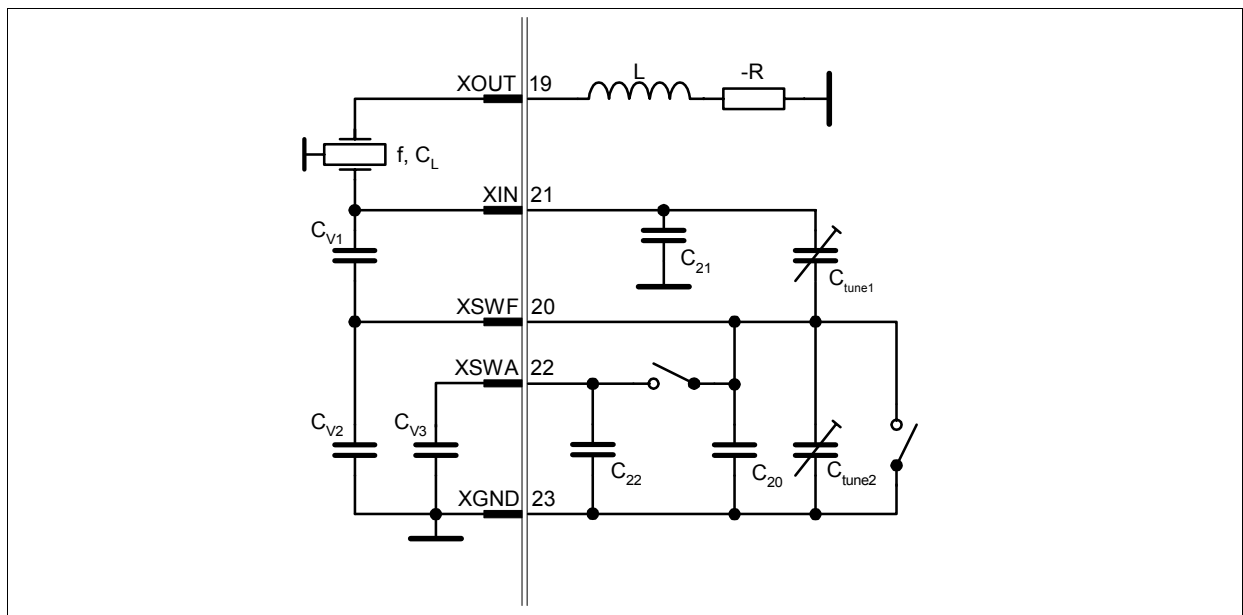 XOUT 19 L -R
f, CL
XIN 21
CV1 C21 Ctune1
XSWF 20
XSWA 22
CV2 CV3 C22 C20 Ctune2
XGND 23